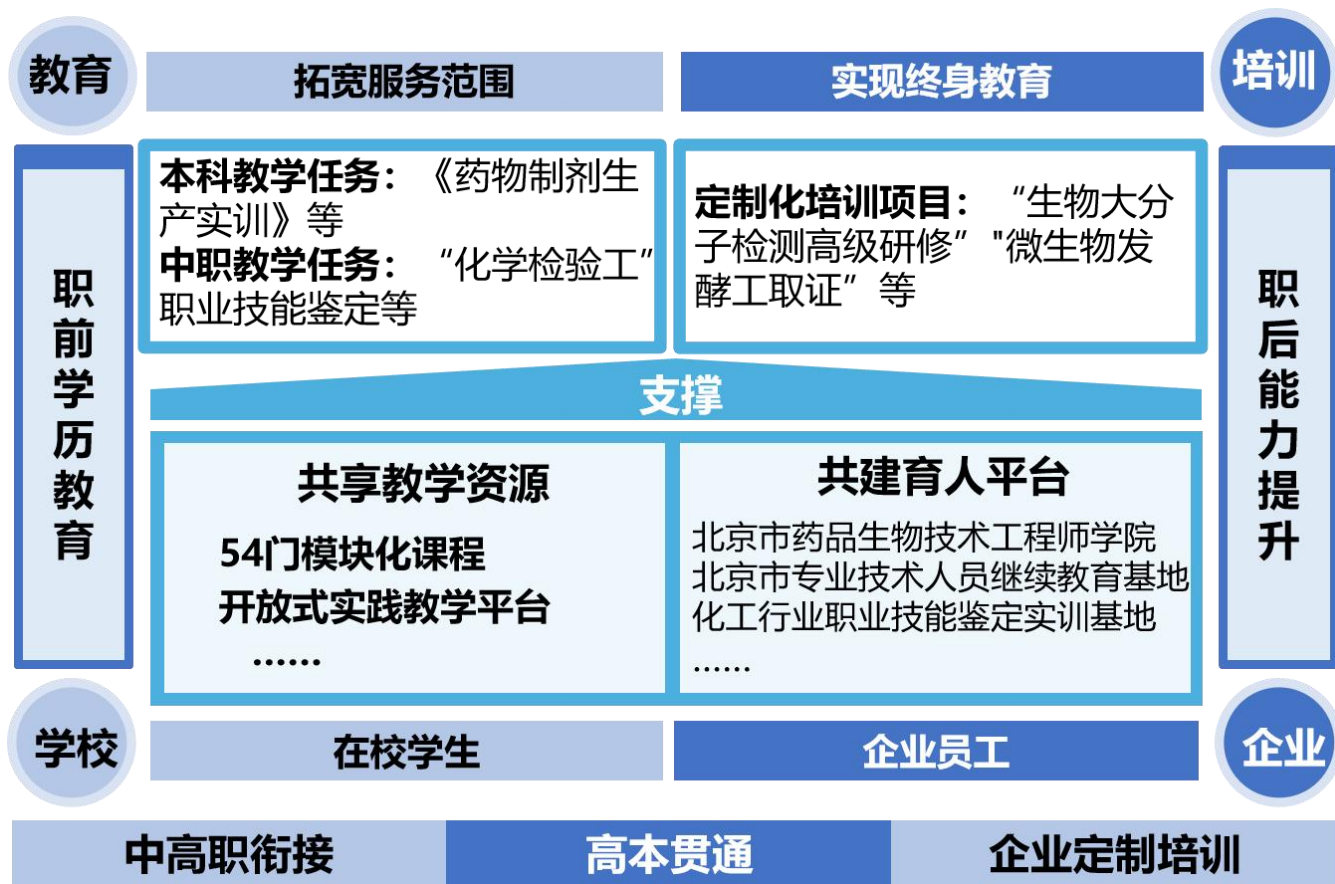 教育
拓宽服务范围
实现终身教育
培训
职前学历教育
本科教学任务：《药物制剂生
产实训》等
中职教学任务：“化学检验工”
职业技能鉴定等
定制化培训项目：“生物大分
子检测高级研修”"微生物发
酵工取证”等
职后能力提升
支撑
共享教学资源
54门模块化课程
开放式实践教学平台
......
共建育人平台
北京市药品生物技术工程师学院
北京市专业技术人员继续教育基地
化工行业职业技能鉴定实训基地
......
学校
在校学生
企业员工
企业
中高职衔接
高本贯通
企业定制培训